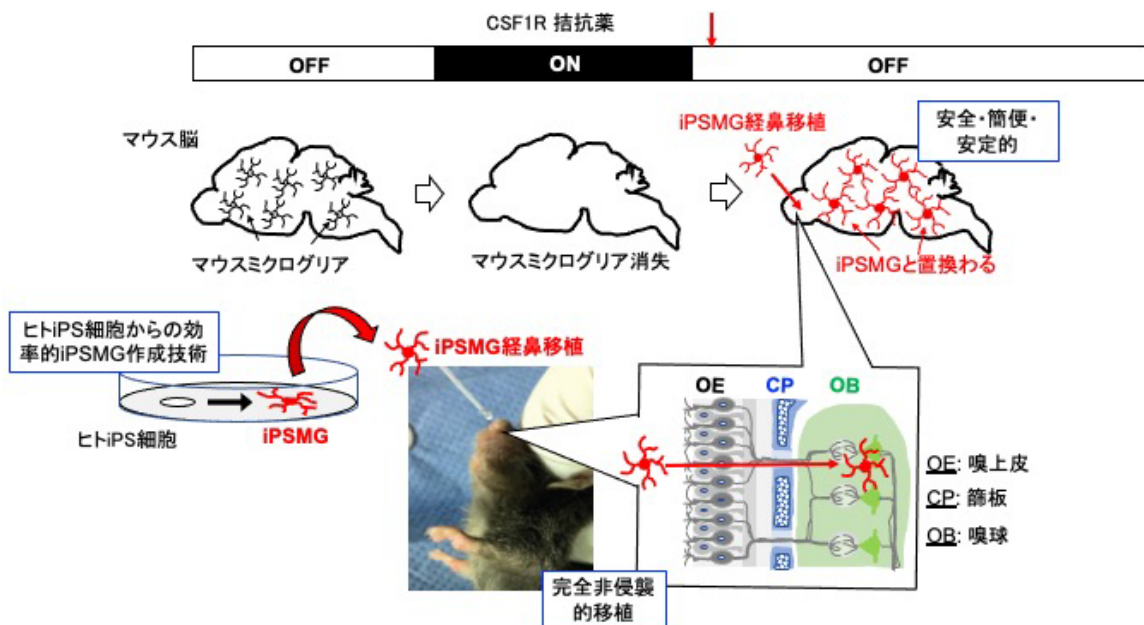 CSF1R 拮抗薬
OFF
ON
OFF
マウス脳
iPSMG経鼻移植
安全・簡便・
安定的
マウスミクログリア
マウスミクログリア消失
iPSMGと置換わる
ヒトiPS細胞からの効
率的iPSMG作成技術
iPSMG経鼻移植
ヒトiPS細胞
iPSMG
OE
CP
OB
OE: 嗅上皮
CP: 篩板
OB: 嗅球
完全非侵襲
的移植